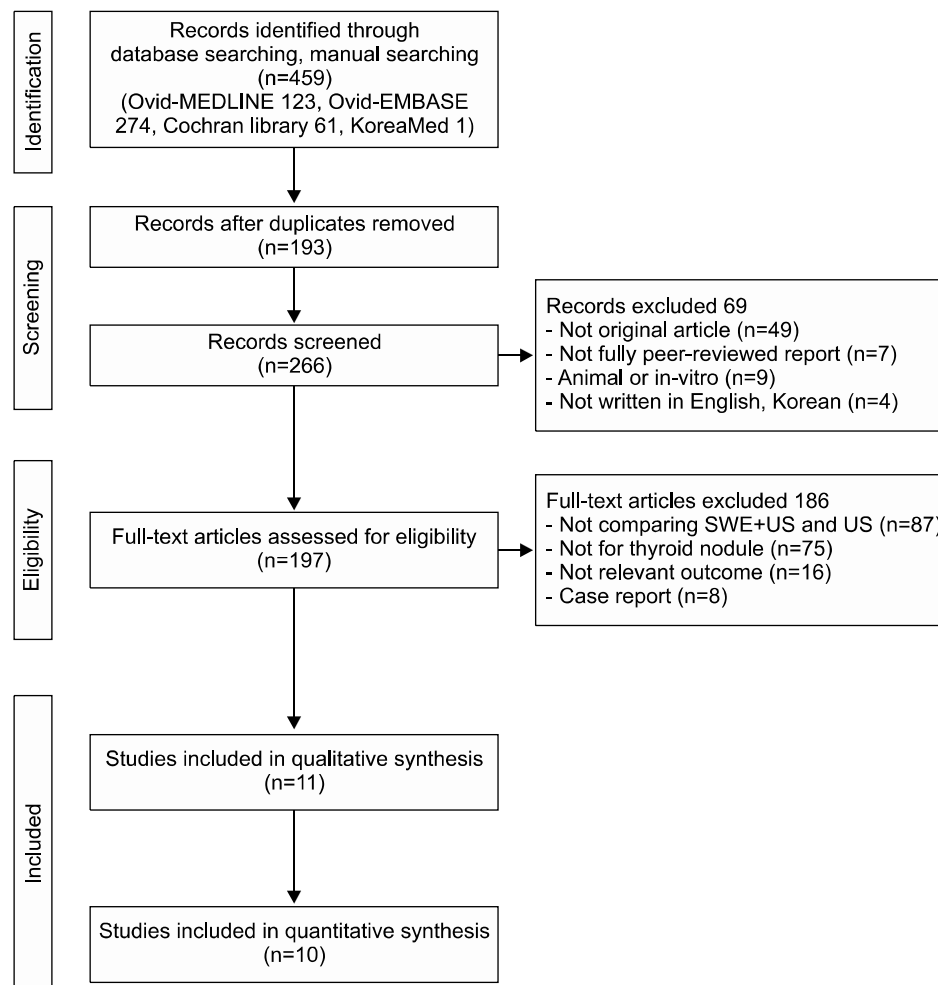 Identification
Records identified through
database searching, manual searching
(n=459)
(Ovid-MEDLINE 123, Ovid-EMBASE
274, Cochran library 61, KoreaMed 1)
Screening
Records after duplicates removed
(n=193)
Records screened
(n=266)
Records excluded 69
- Not original article (n=49)
- Not fully peer-reviewed report (n=7)
- Animal or in-vitro (n=9)
- Not written in English, Korean (n=4)
Eligibility
Full-text articles assessed for eligibility
(n=197)
Full-text articles excluded 186
- Not comparing SWE+US and US (n=87)
- Not for thyroid nodule (n=75)
- Not relevant outcome (n=16)
- Case report (n=8)
Included
Studies included in qualitative synthesis
(n=11)
Studies included in quantitative synthesis
(n=10)